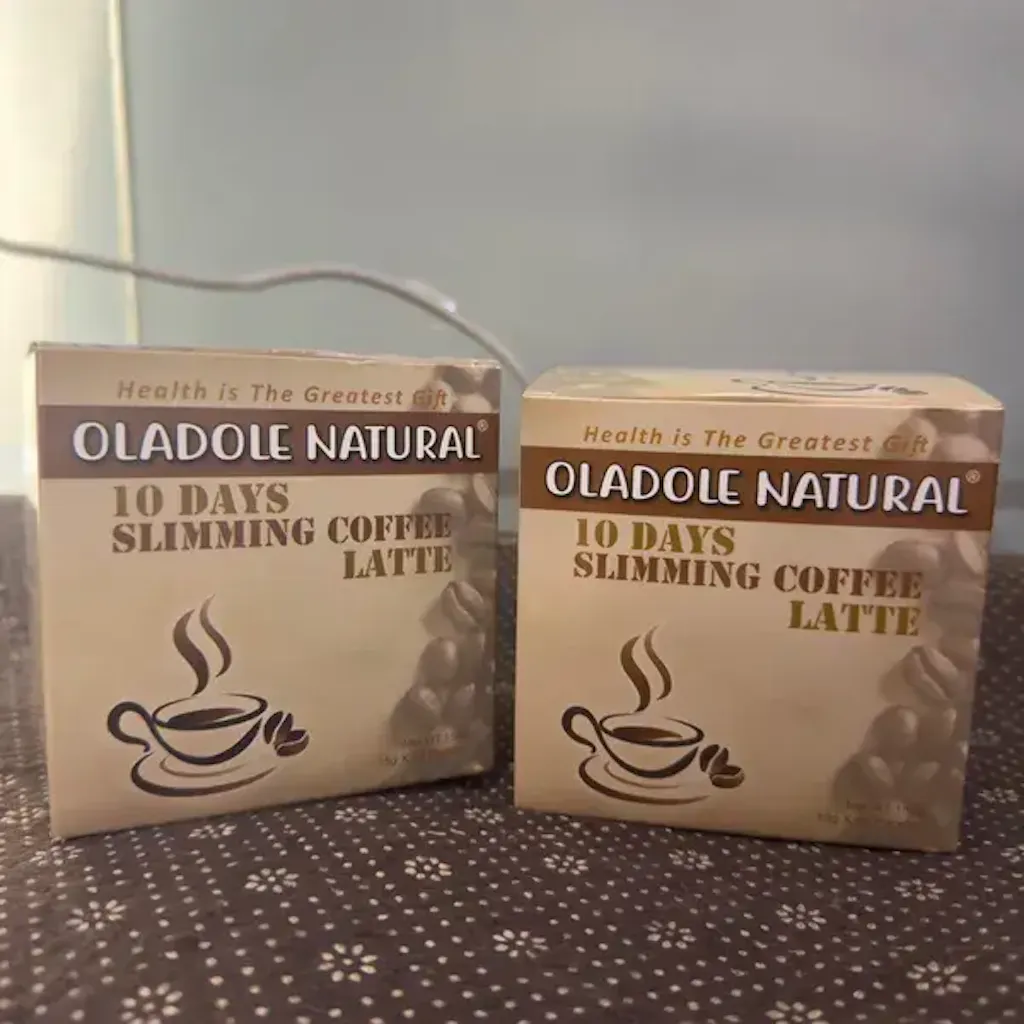 Health is The Greatest Gift
OLADOLE NATURAL®
10 DAYS
SLIMMING COFFEE
LATTE
Health is The Greatest Gift
OLADOLE NATURAL®
10 DAYS
SLIMMING COFFEE
LATTE